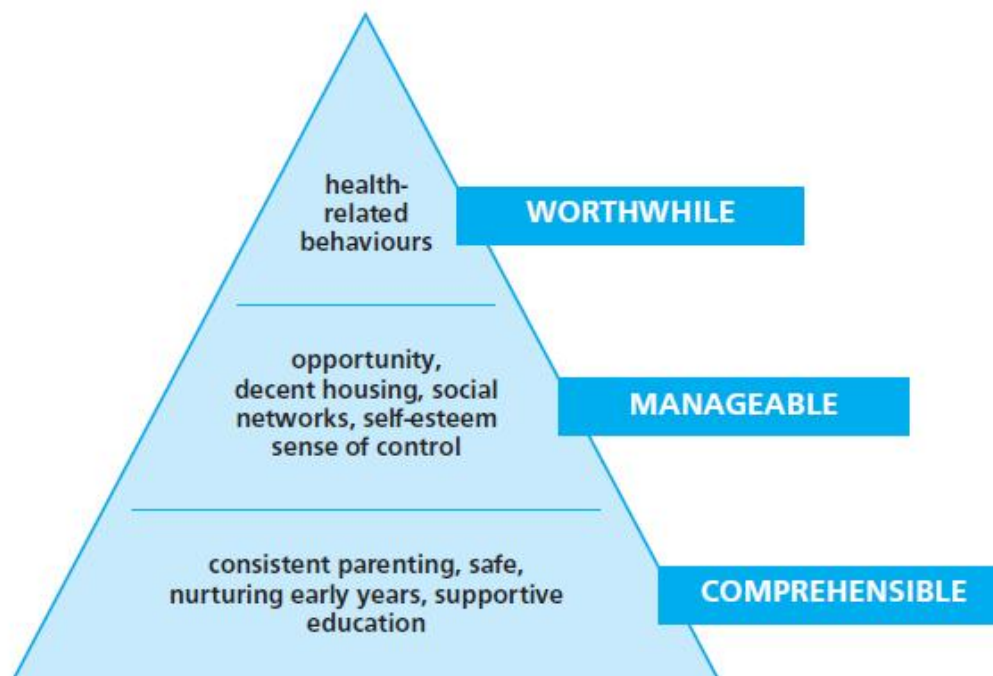 health-
related
behaviours
WORTHWHILE
opportunity,
decent housing, social
networks, self-esteem
sense of control
MANAGEABLE
consistent parenting, safe,
nurturing early years, supportive
education
COMPREHENSIBLE